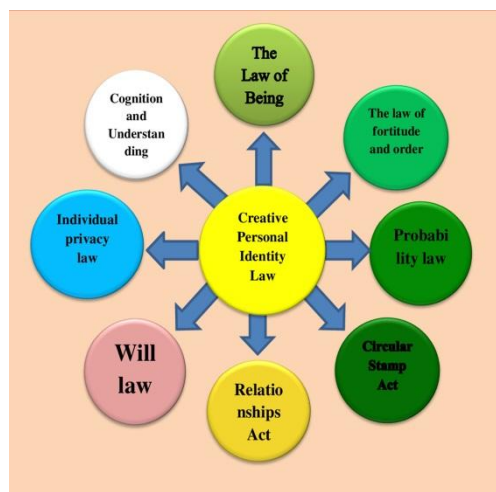 The
Law of
Being
The law of
fortitude
and order
Probabi
lity law
Circular
Stamp
Act
Relatio
nships
Act
Will
law
Individual
privacy
law
Cognition
and
Understan
ding
Creative
Personal
Identity
Law